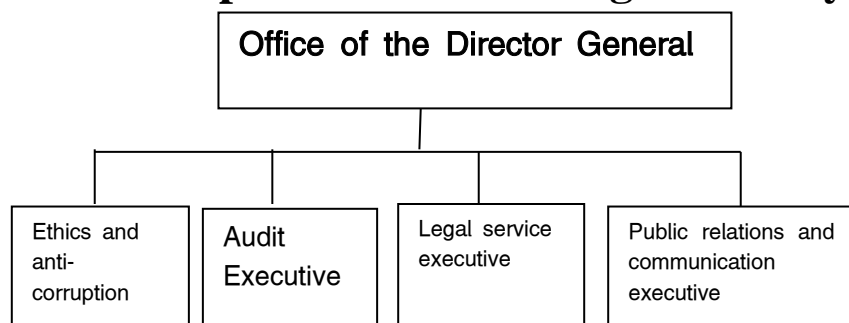 Office of the Director General
Ethics and
anti-
corruption
Audit
Executive
Legal service
executive
Public relations and
communication
executive